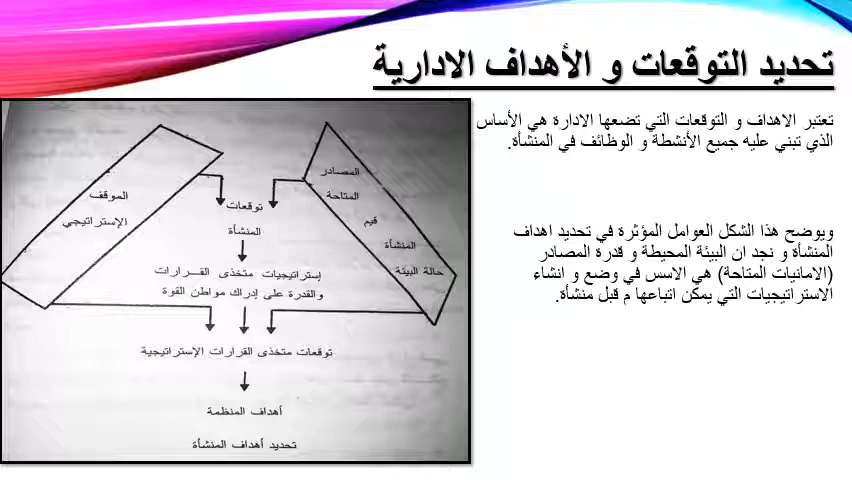 تحديد التوقعات و الأهداف الادارية
تعتبر الاهداف و التوقعات التي تضعها الادارة هي الأساس
الذي تبني عليه جميع الأنشطة و الوظائف في المنشأة.
ويوضح هذا الشكل العوامل المؤثرة في تحديد اهداف
المنشأة و نجد ان البيئة المحيطة و قدرة المصادر
(الامانيات المتاحة) هي الاسس في وضع و انشاء
الاستراتيجيات التي يمكن اتباعها م قبل منشأة.
المصادر
المتاحة
قيم
المنشأة
حالة البيئة
الموقف
الإستراتيجي
توقعات
المنشأة
إستراتيجيات متخذى القـــرارات
والقدرة على إدراك مواطن القوة
توقعات متخذى القرارات الإستراتيجية
أهداف المنظمة
تحديد أهداف المنشأة